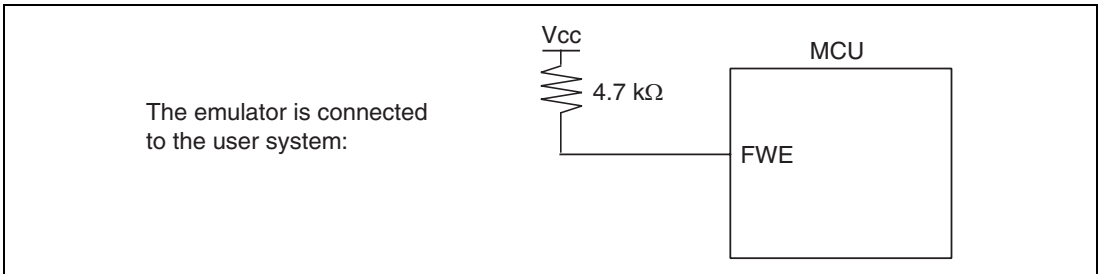 Vcc
MCU
4.7 kΩ
The emulator is connected
to the user system:
FWE